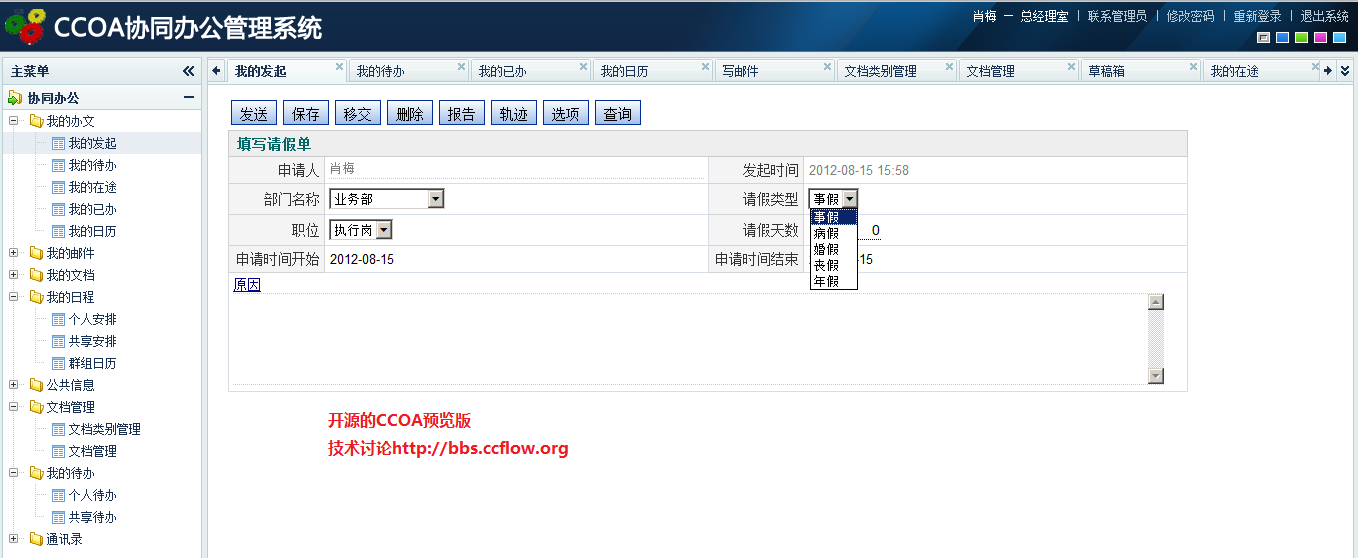 CCOA协同办公管理系统
肖梅 — 总经理室 | 联系管理员 | 修改密码 | 重新登录 | 退出系统
主菜单
我的发起 我的待办 我的已办 我的日历 写邮件 文档类别管理 文档管理 草稿箱 我的在途
协同办公
我的办文
我的发起
我的待办
我的在途
我的已办
我的日历
我的邮件
我的文档
我的日程
个人安排
共享安排
群组日历
公共信息
文档管理
文档类别管理
文档管理
我的待办
个人待办
共享待办
通讯录
发送 保存 移交 删除 报告 轨迹 选项 查询
填写请假单
申请人 肖梅 发起时间 2012-08-15 15:58
部门名称 业务部 请假类型 事假
事假
病假
婚假
丧假
年假
职位 执行岗 请假天数 0
申请时间开始 2012-08-15 申请时间结束 -15
原因
开源的CCOA预览版
技术讨论http://bbs.ccflow.org